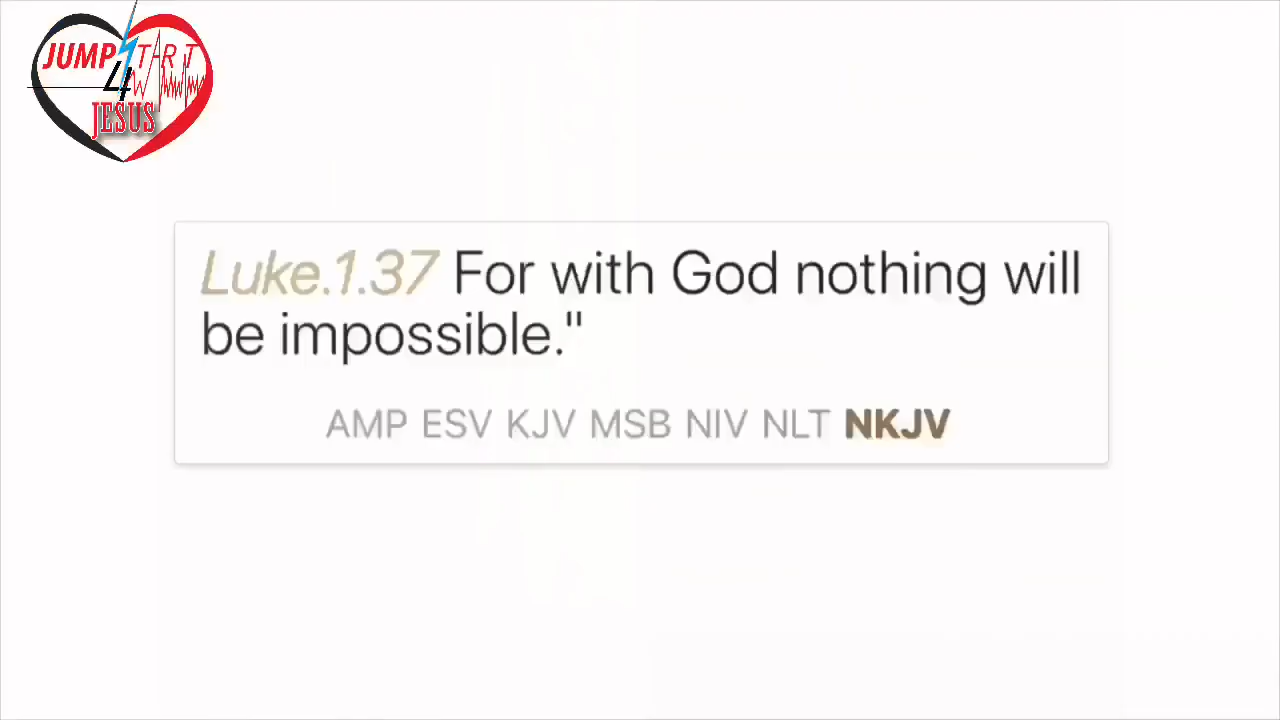 JUMPSTART
4
JESUS
Luke.1.37 For with God nothing will
be impossible."
AMP ESV KJV MSB NIV NLT NKJV